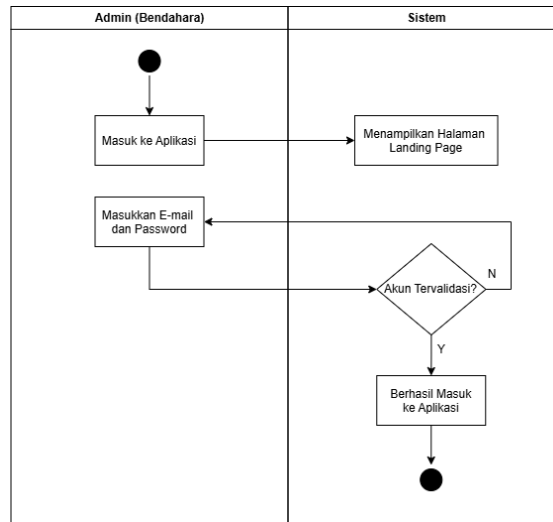 Admin (Bendahara)
Sistem
Masuk ke Aplikasi
Menampilkan Halaman
Landing Page
Masukkan E-mail
dan Password
Akun Tervalidasi?
N
Y
Berhasil Masuk
ke Aplikasi